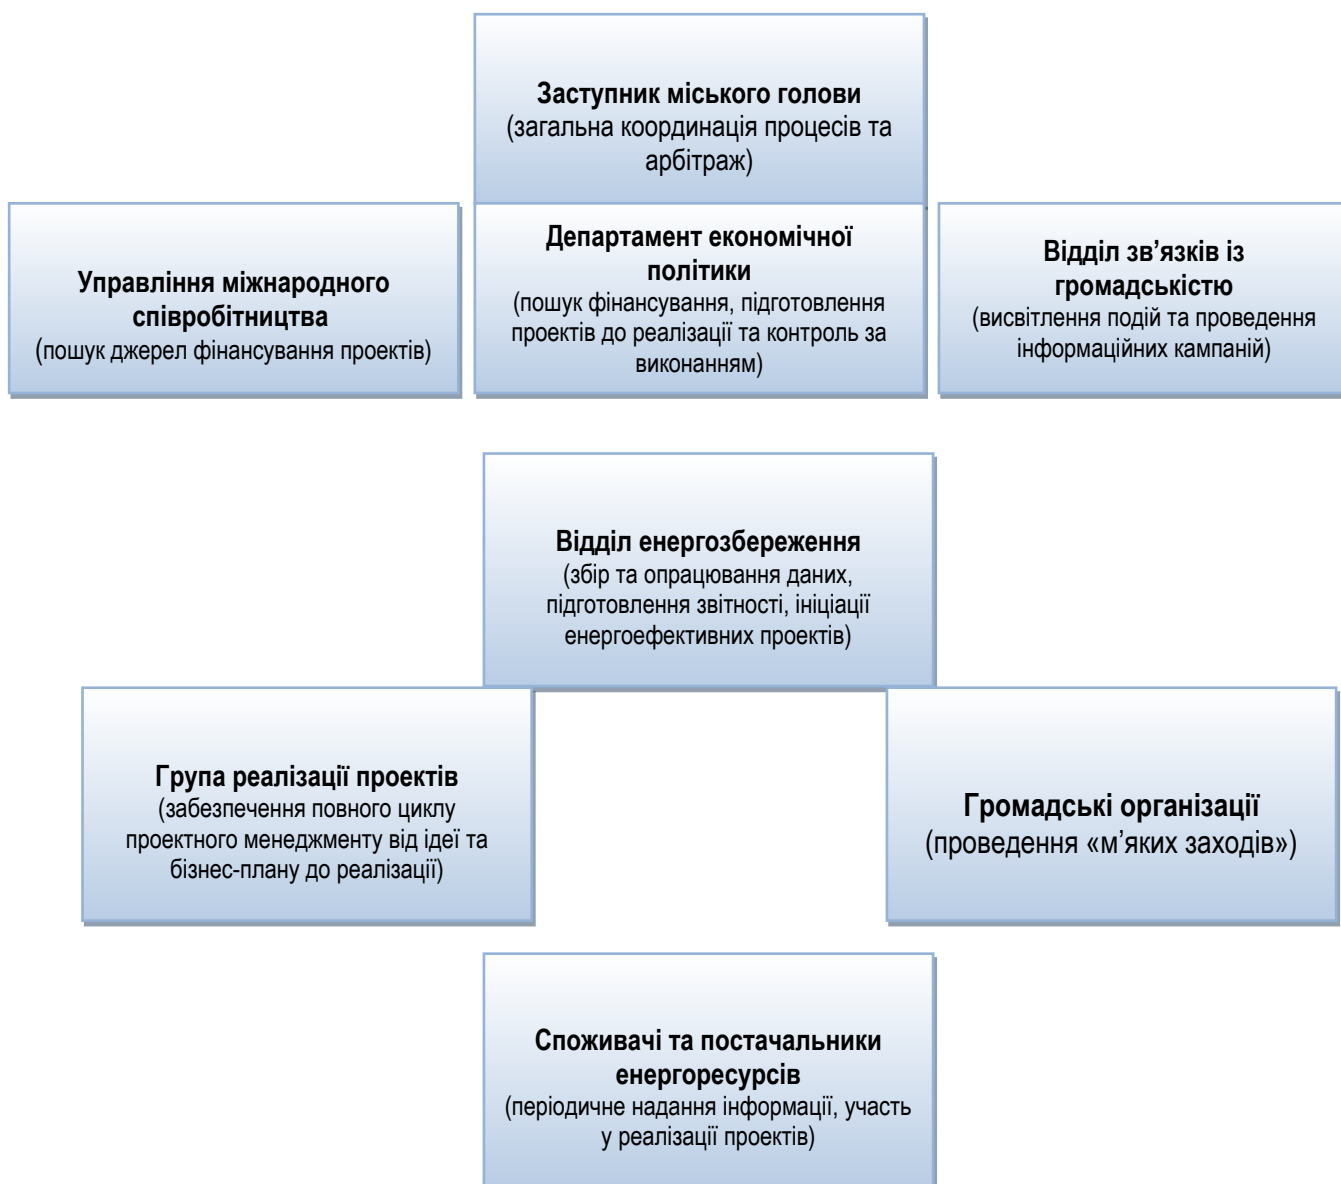 Заступник міського голови
(загальна координація процесів та
арбітраж)
Управління міжнародного
співробітництва
(пошук джерел фінансування проектів)
Департамент економічної
політики
(пошук фінансування, підготовлення
проектів до реалізації та контроль за
виконанням)
Відділ зв’язків із
громадськістю
(висвітлення подій та проведення
інформаційних кампаній)
Відділ енергозбереження
(збір та опрацювання даних,
підготовлення звітності, ініціації
енергоефективних проектів)
Група реалізації проектів
(забезпечення повного циклу
проектного менеджменту від ідеї та
бізнес-плану до реалізації)
Громадські організації
(проведення «м’яких заходів»)
Споживачі та постачальники
енергоресурсів
(періодичне надання інформації, участь
у реалізації проектів)